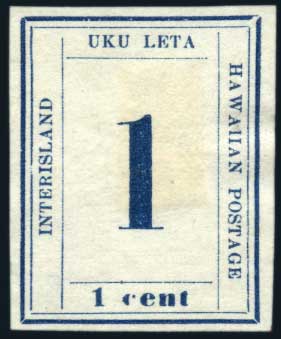 UKU LETA
INTERISLAND
1
HAWAIIAN POSTAGE
1 cent